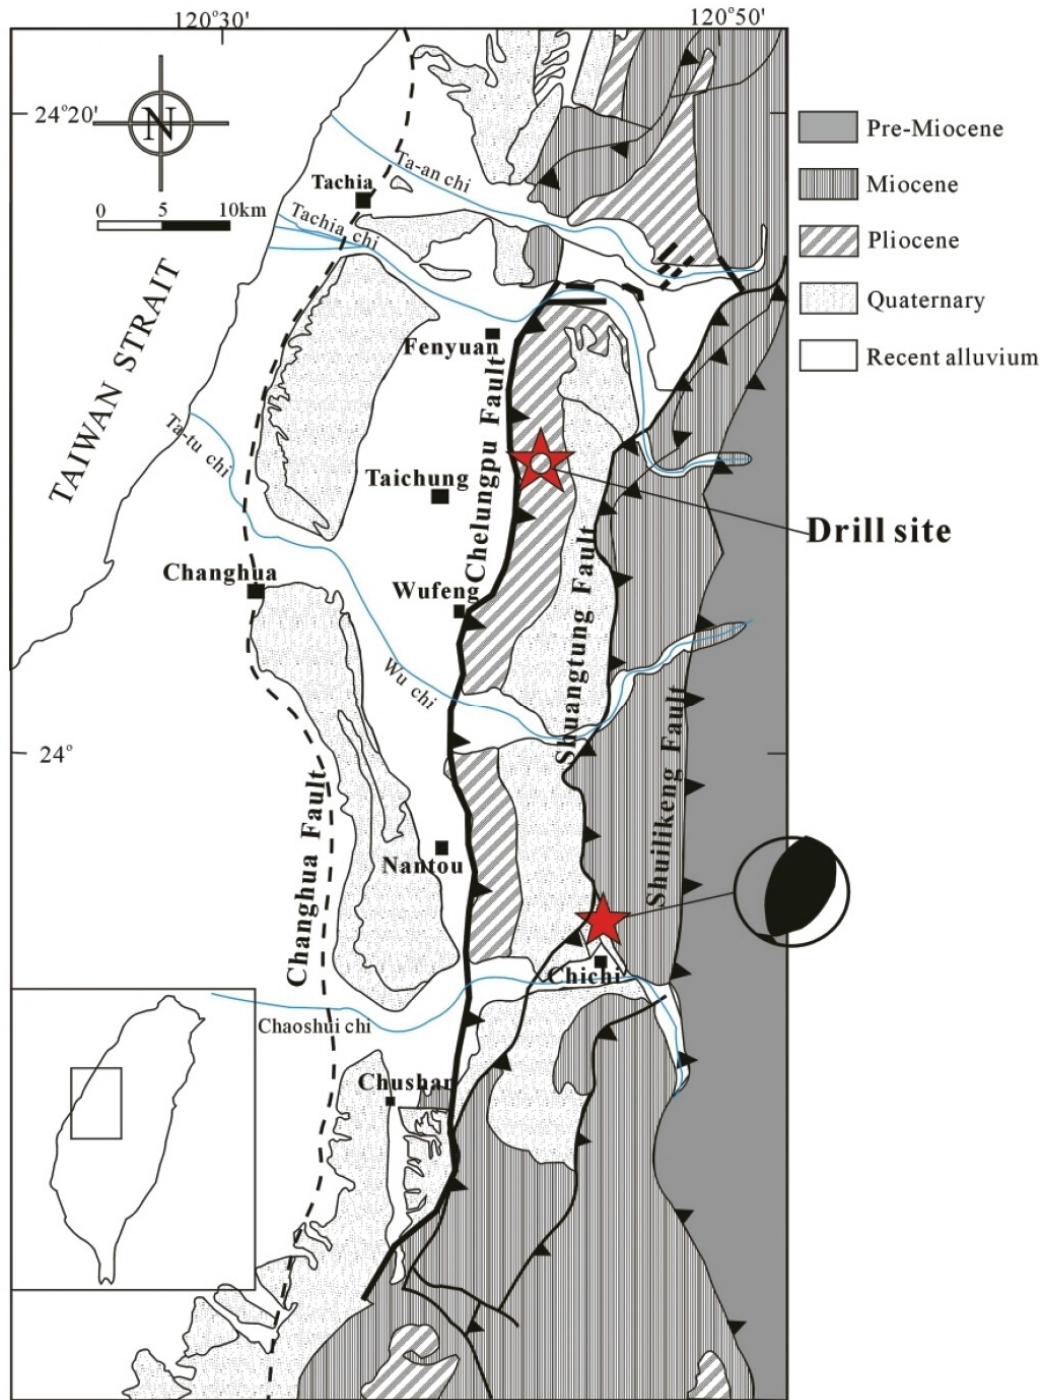 120°30'
120°50'
24°20'
N
0 5 10km
Tachia
Ta-an chi
Tachia chi
Pre-Miocene
Miocene
Pliocene
Quaternary
Recent alluvium
TAIWAN STRAIT
Fenyuan
Chelungpu Fault
Ta-tu chi
Taichung
Drill site
Changhua
Wufeng
Shuangtung Fault
Wu chi
Shuilikeng Fault
24°
Changhua Fault
Nantou
Chichi
Chaoshui chi
Chushan